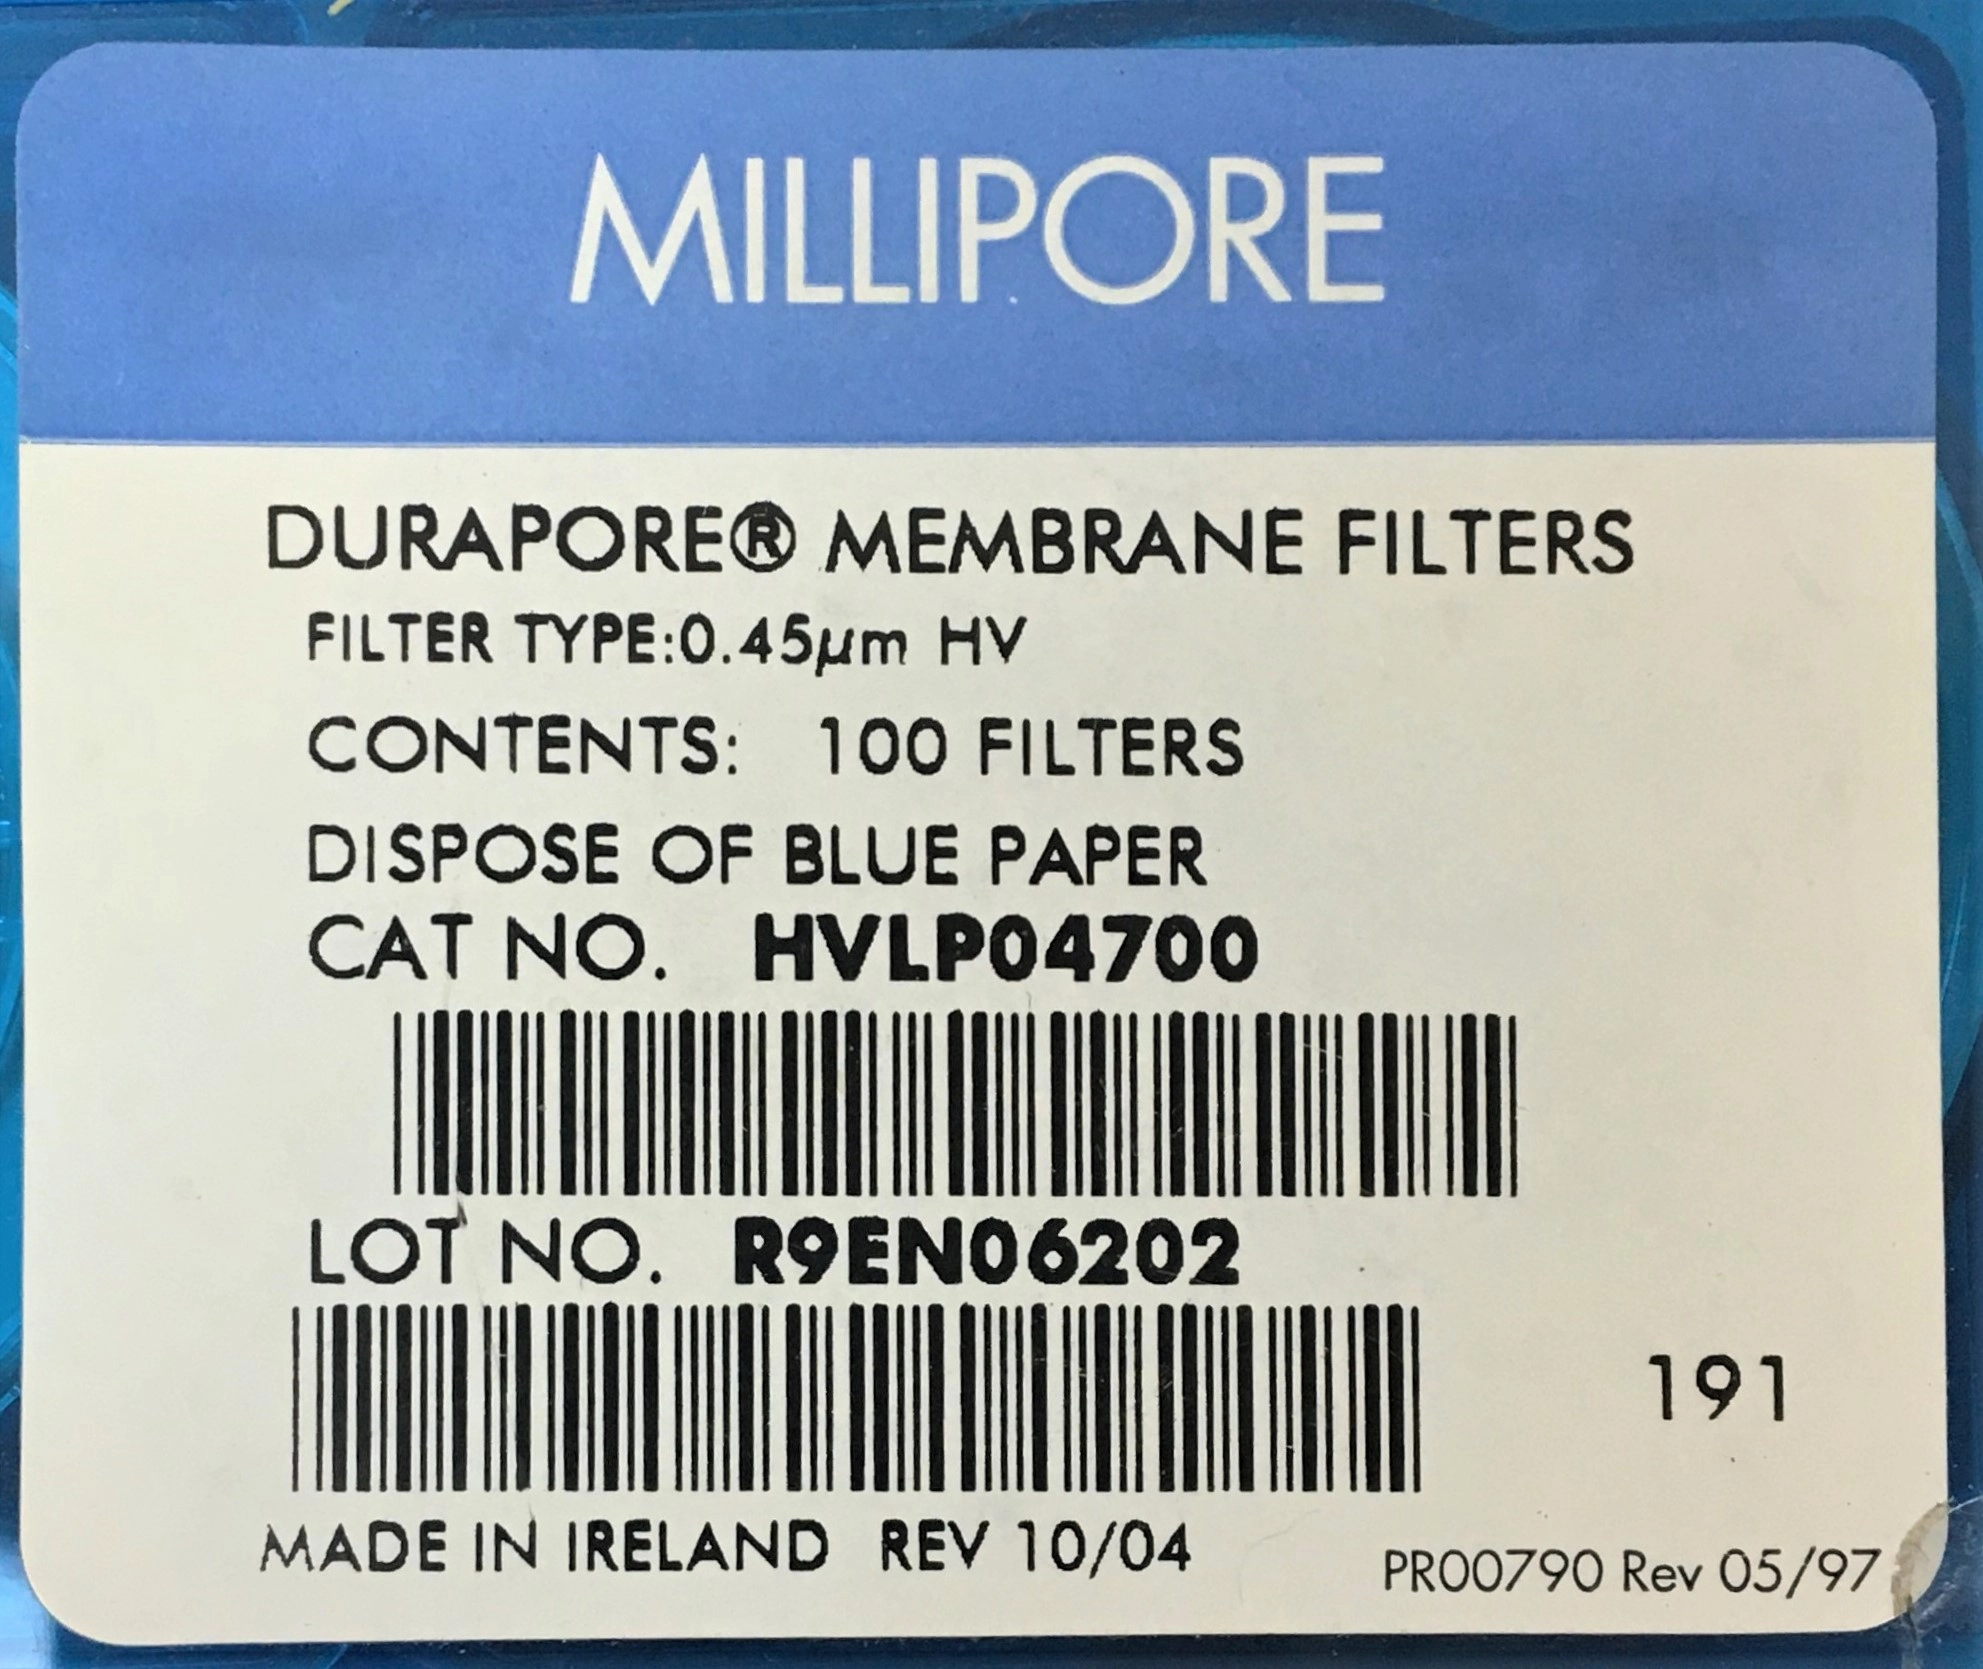 MILLIPORE
DURAPORE® MEMBRANE FILTERS
FILTER TYPE:0.45µm HV
CONTENTS: 100 FILTERS
DISPOSE OF BLUE PAPER
CAT NO. HVLP04700
LOT NO. R9EN06202
191
MADE IN IRELAND REV 10/04
PR00790 Rev 05/97